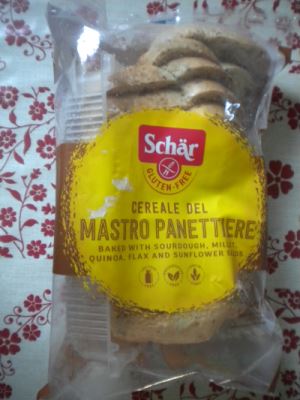 Schär
GLUTEN-FREE
CEREALE DEL
MASTRO PANETTIERE
BAKED WITH SOURDOUGH, MILLET,
QUINOA, FLAX AND SUNFLOWER SEEDS